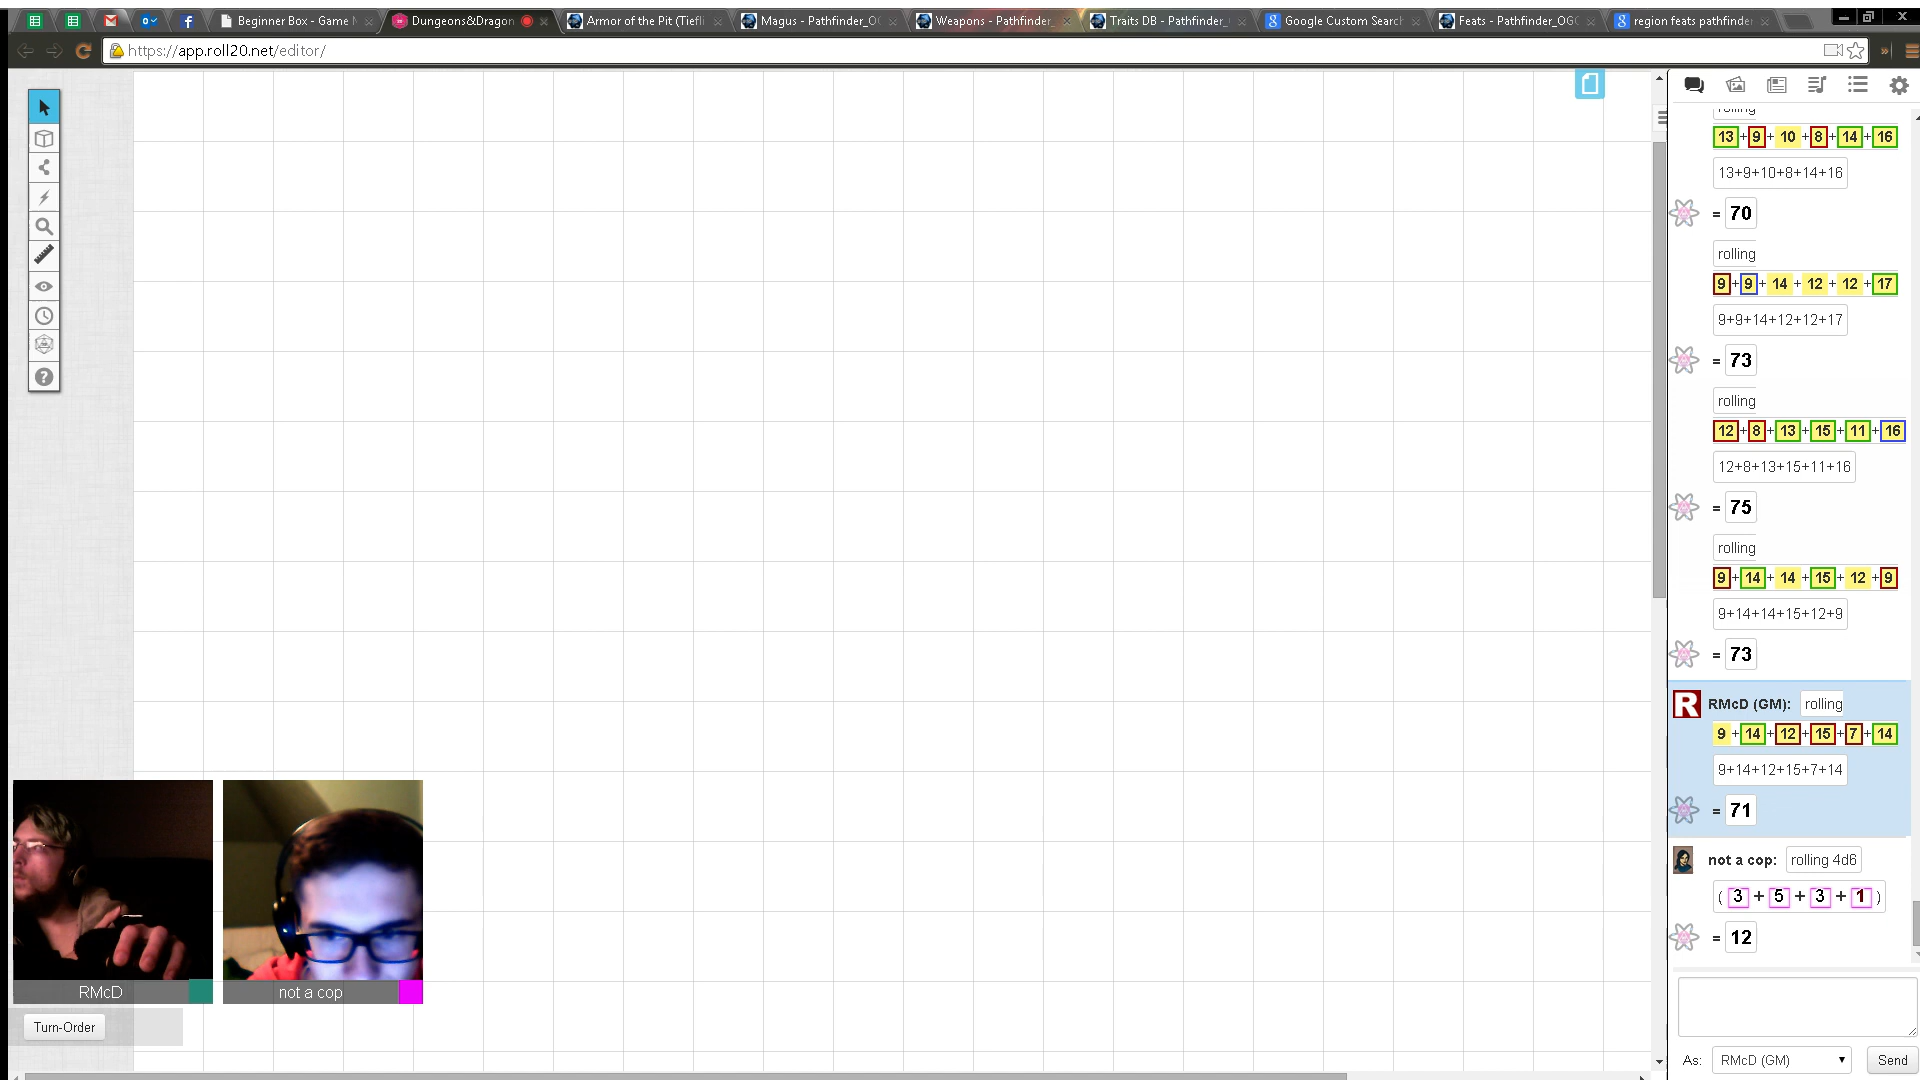 Beginner Box - Game M
Dungeons&Dragon
Armor of the Pit (Tiefli
Magus - Pathfinder_OG
Weapons - Pathfinder_
Traits DB - Pathfinder_
Google Custom Search
Feats - Pathfinder_OGC
region feats pathfinder
https://app.roll20.net/editor/
rolling
13+9+10+8+14+16
13+9+10+8+14+16
= 70
rolling
9+9+14+12+12+17
9+9+14+12+12+17
= 73
rolling
12+8+13+15+11+16
12+8+13+15+11+16
= 75
rolling
9+14+14+15+12+9
9+14+14+15+12+9
= 73
R RMcD (GM): rolling
9+14+12+15+7+14
9+14+12+15+7+14
= 71
not a cop: rolling 4d6
(3+5+3+1)
= 12
RMcD
not a cop
Turn-Order
As: RMcD (GM) Send